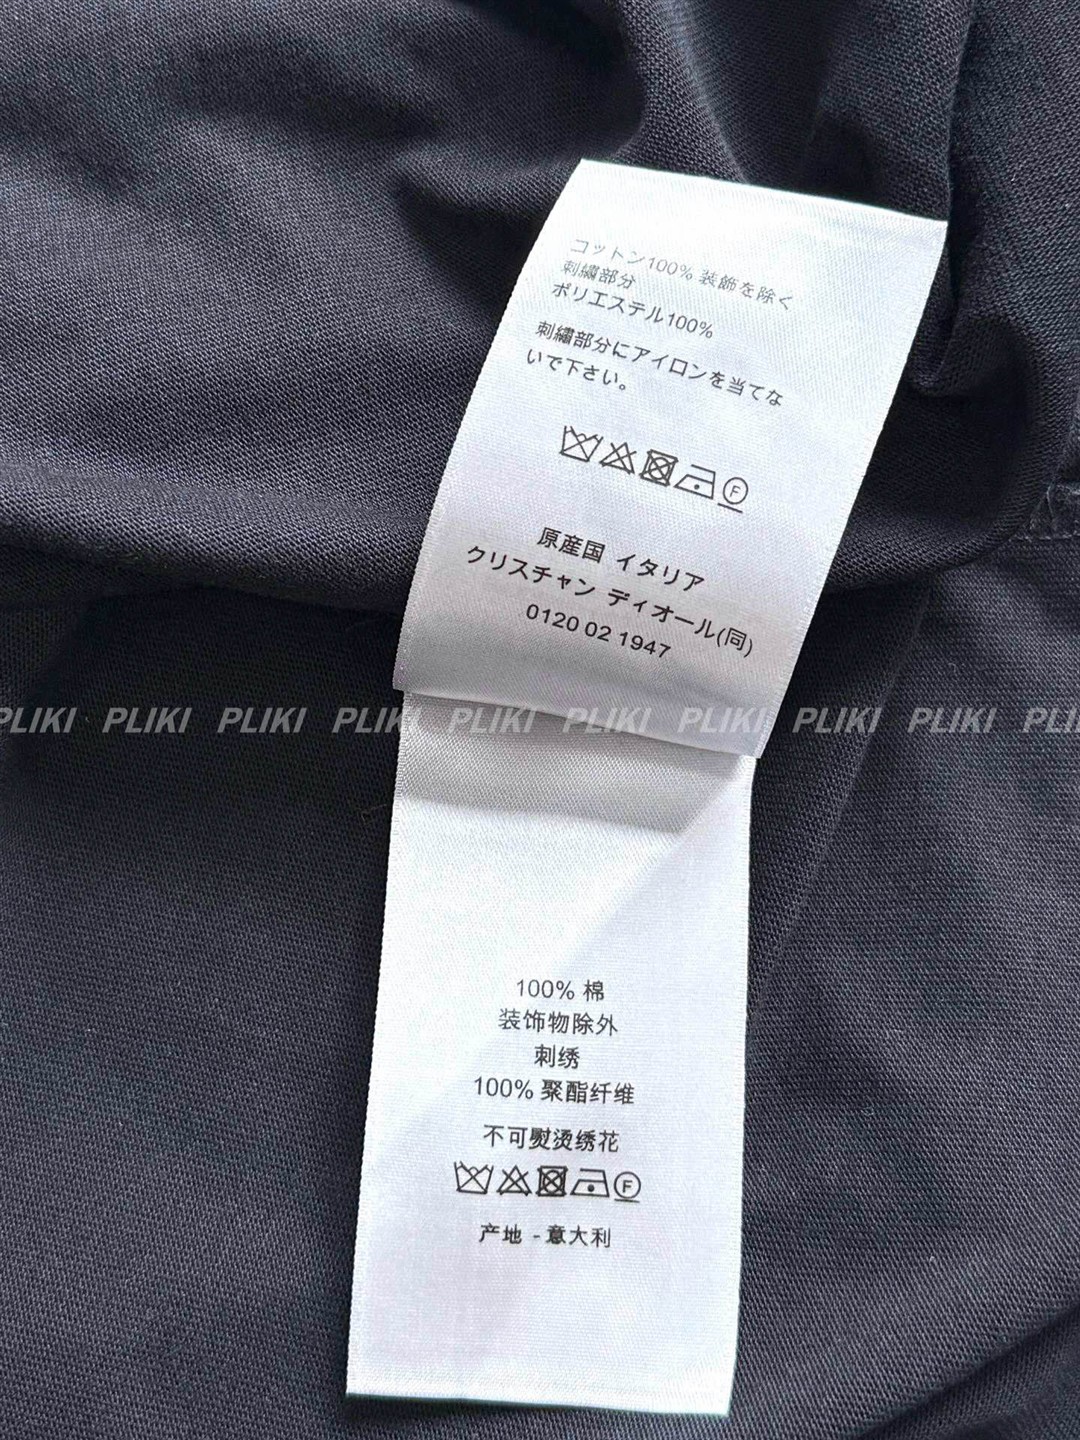 コットン100% 装飾を除く
刺繍部分
ポリエステル100%
刺繍部分にアイロンを当てな
いで下さい。
F
原産国 イタリア
クリスチャン ディオール(同)
0120 02 1947
PLIKI PLIKI PLIKI PLIKI PLIKI PLIKI PLIKI PLIKI PLIKI PLI
100% 棉
装饰物除外
刺绣
100% 聚酯纤维
不可熨烫绣花
F
产地 - 意大利